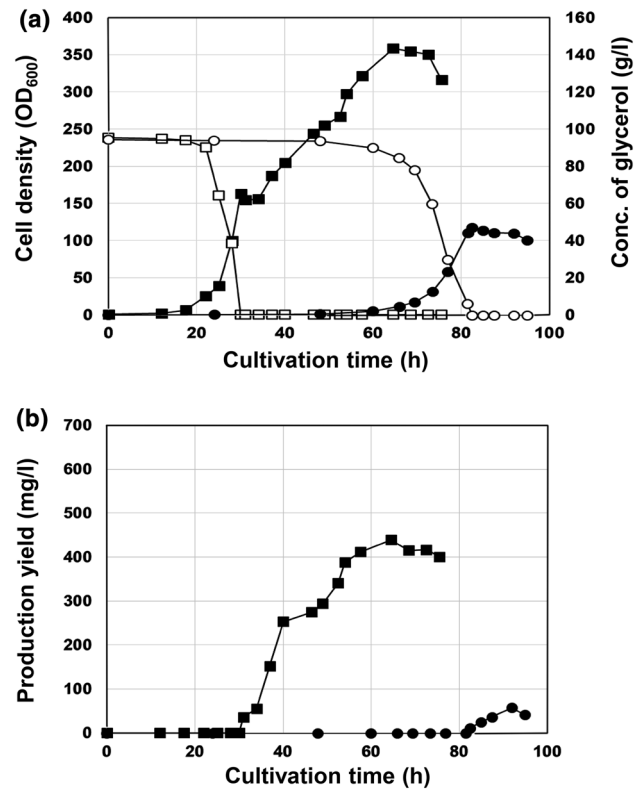 (a)
Cell density (OD600)
400
350
300
250
200
150
100
50
0
160
140
120
100
80
60
40
20
0
Conc. of glycerol (g/l)
0 20 40 60 80 100
Cultivation time (h)
(b)
Production yield (mg/l)
700
600
500
400
300
200
100
0
0 20 40 60 80 100
Cultivation time (h)